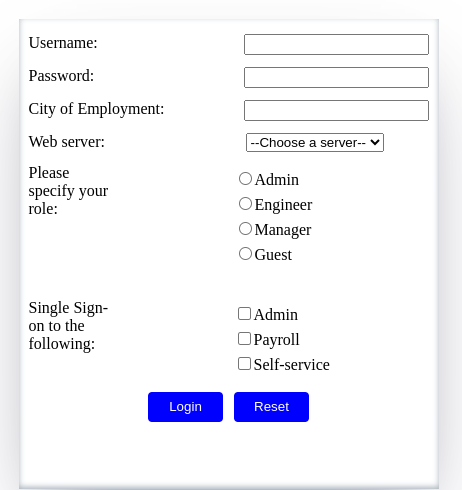 Username:
Password:
City of Employment:
Web server: --Choose a server--
Please
specify your
role:
Admin
Engineer
Manager
Guest
Single Sign-
on to the
following:
Admin
Payroll
Self-service
Login Reset